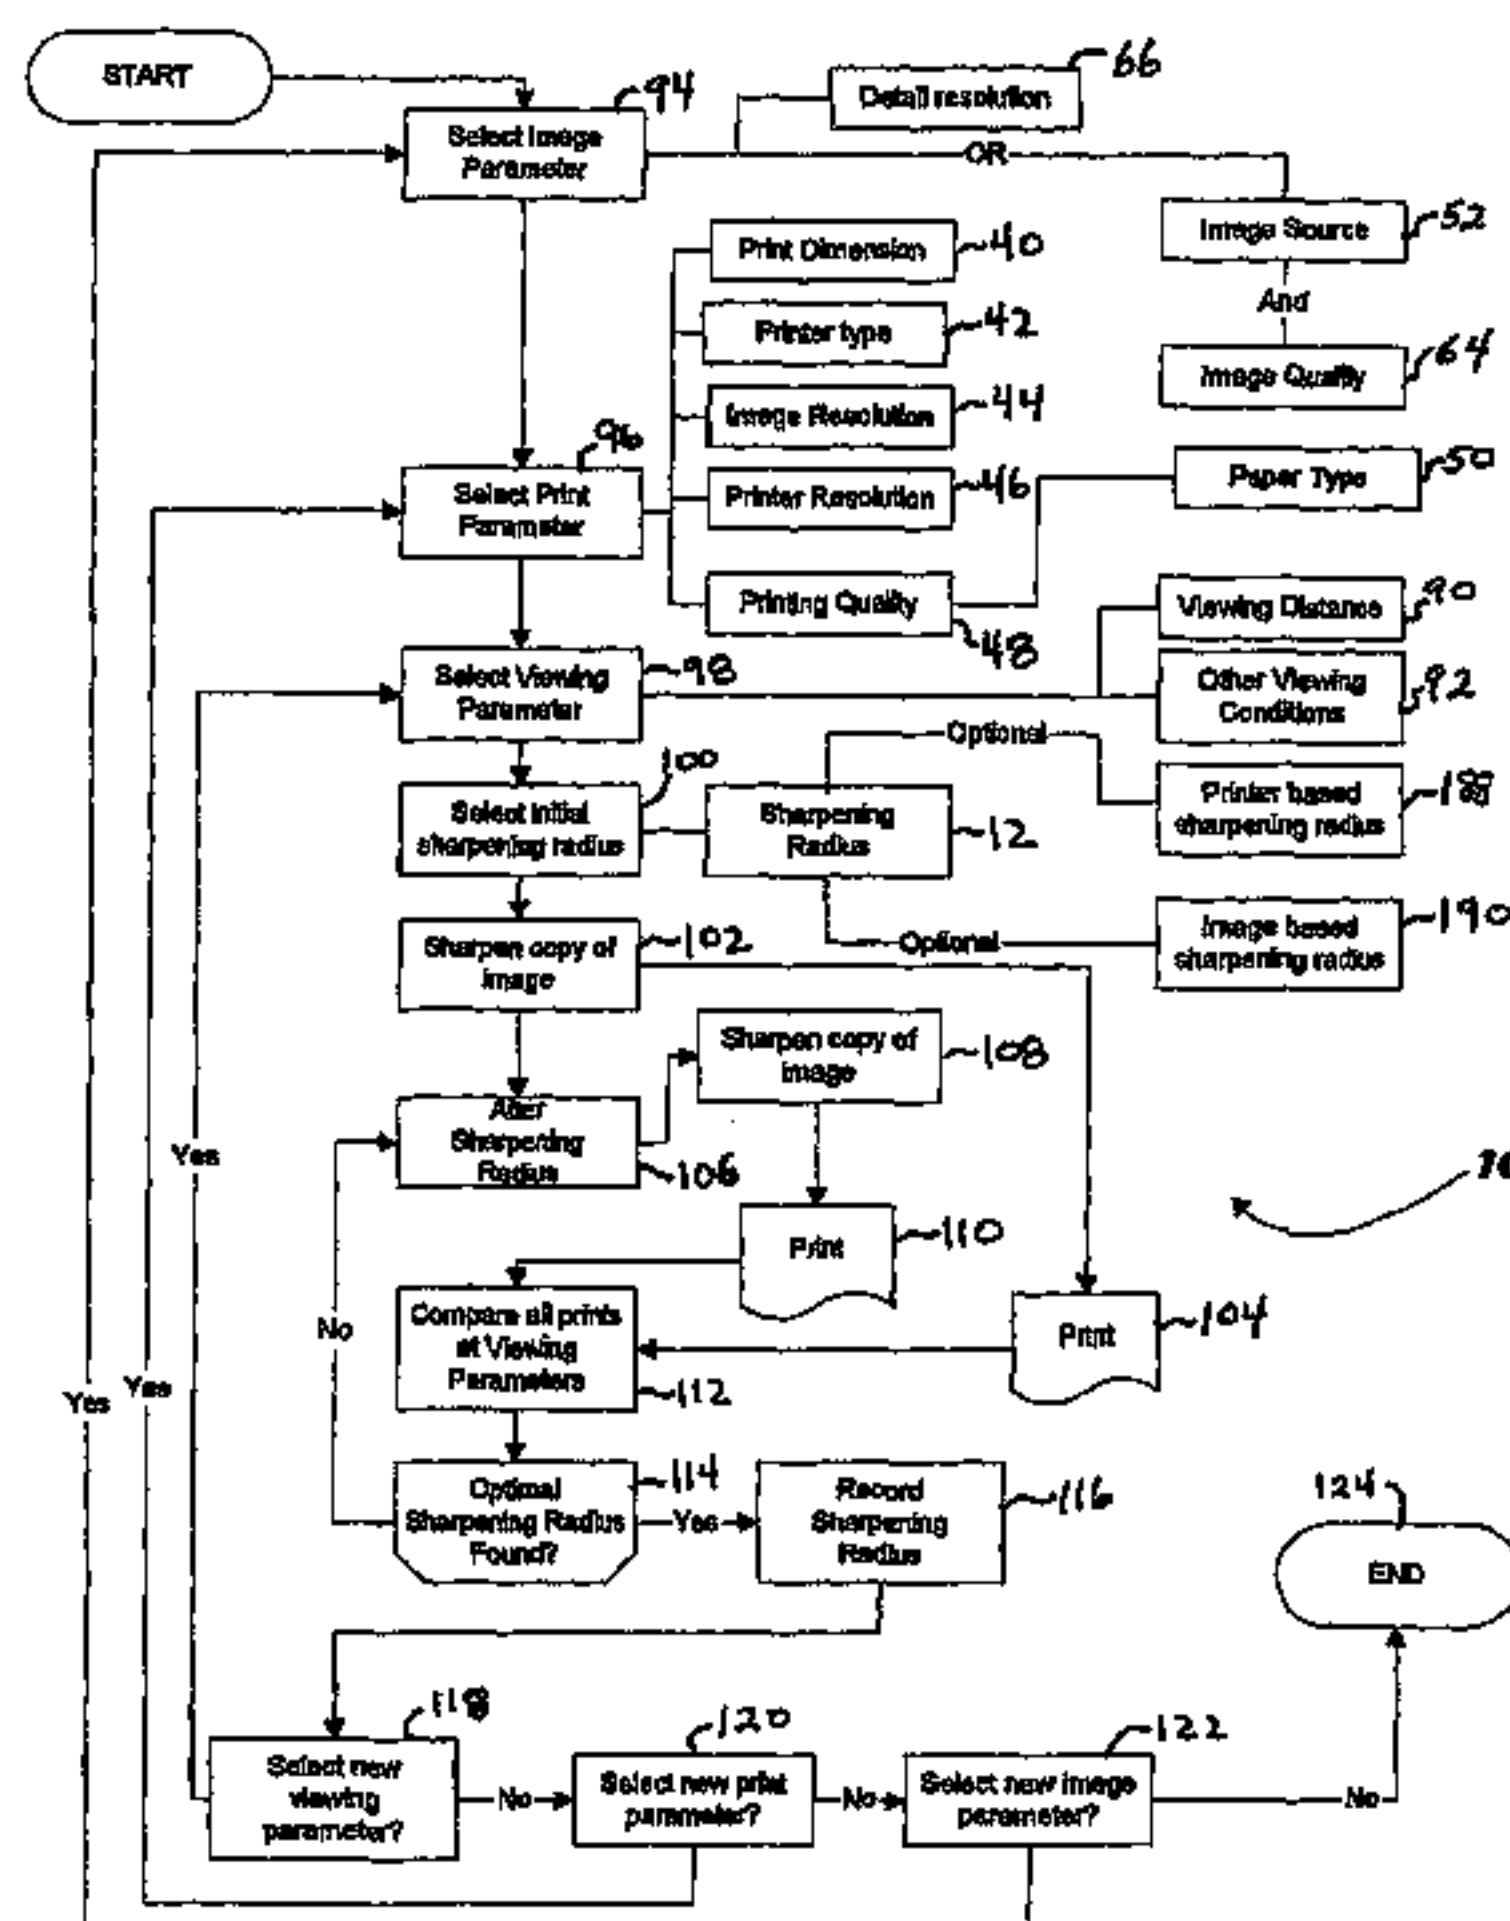 START
94
Select Image
Parameter
66
Detail resolution
OR
Image Source
52
And
Image Quality
64
Print Dimension
40
Printer type
42
Image Resolution
44
Printer Resolution
46
Printing Quality
48
Paper Type
50
96
Select Print
Parameter
Select Viewing
Parameter
98
Viewing Distance
90
Other Viewing
Conditions
92
100
Select Initial
sharpening radius
Sharpening
Radius
12
Optional
Printer based
sharpening radius
Optional
Image based
sharpening radius
190
Sharpen copy of
image
102
Sharpen copy of
image
108
Alter
Sharpening
Radius
106
Yes
Print
110
Compare all prints
at Viewing
Parameters
112
Print
104
No
Yes
Yes
Optimal
Sharpening Radius
Found?
114
Yes
Record
Sharpening
Radius
116
124
END
118
Select new
viewing
parameter?
No
120
Select new print
parameter?
No
122
Select new image
parameter?
No